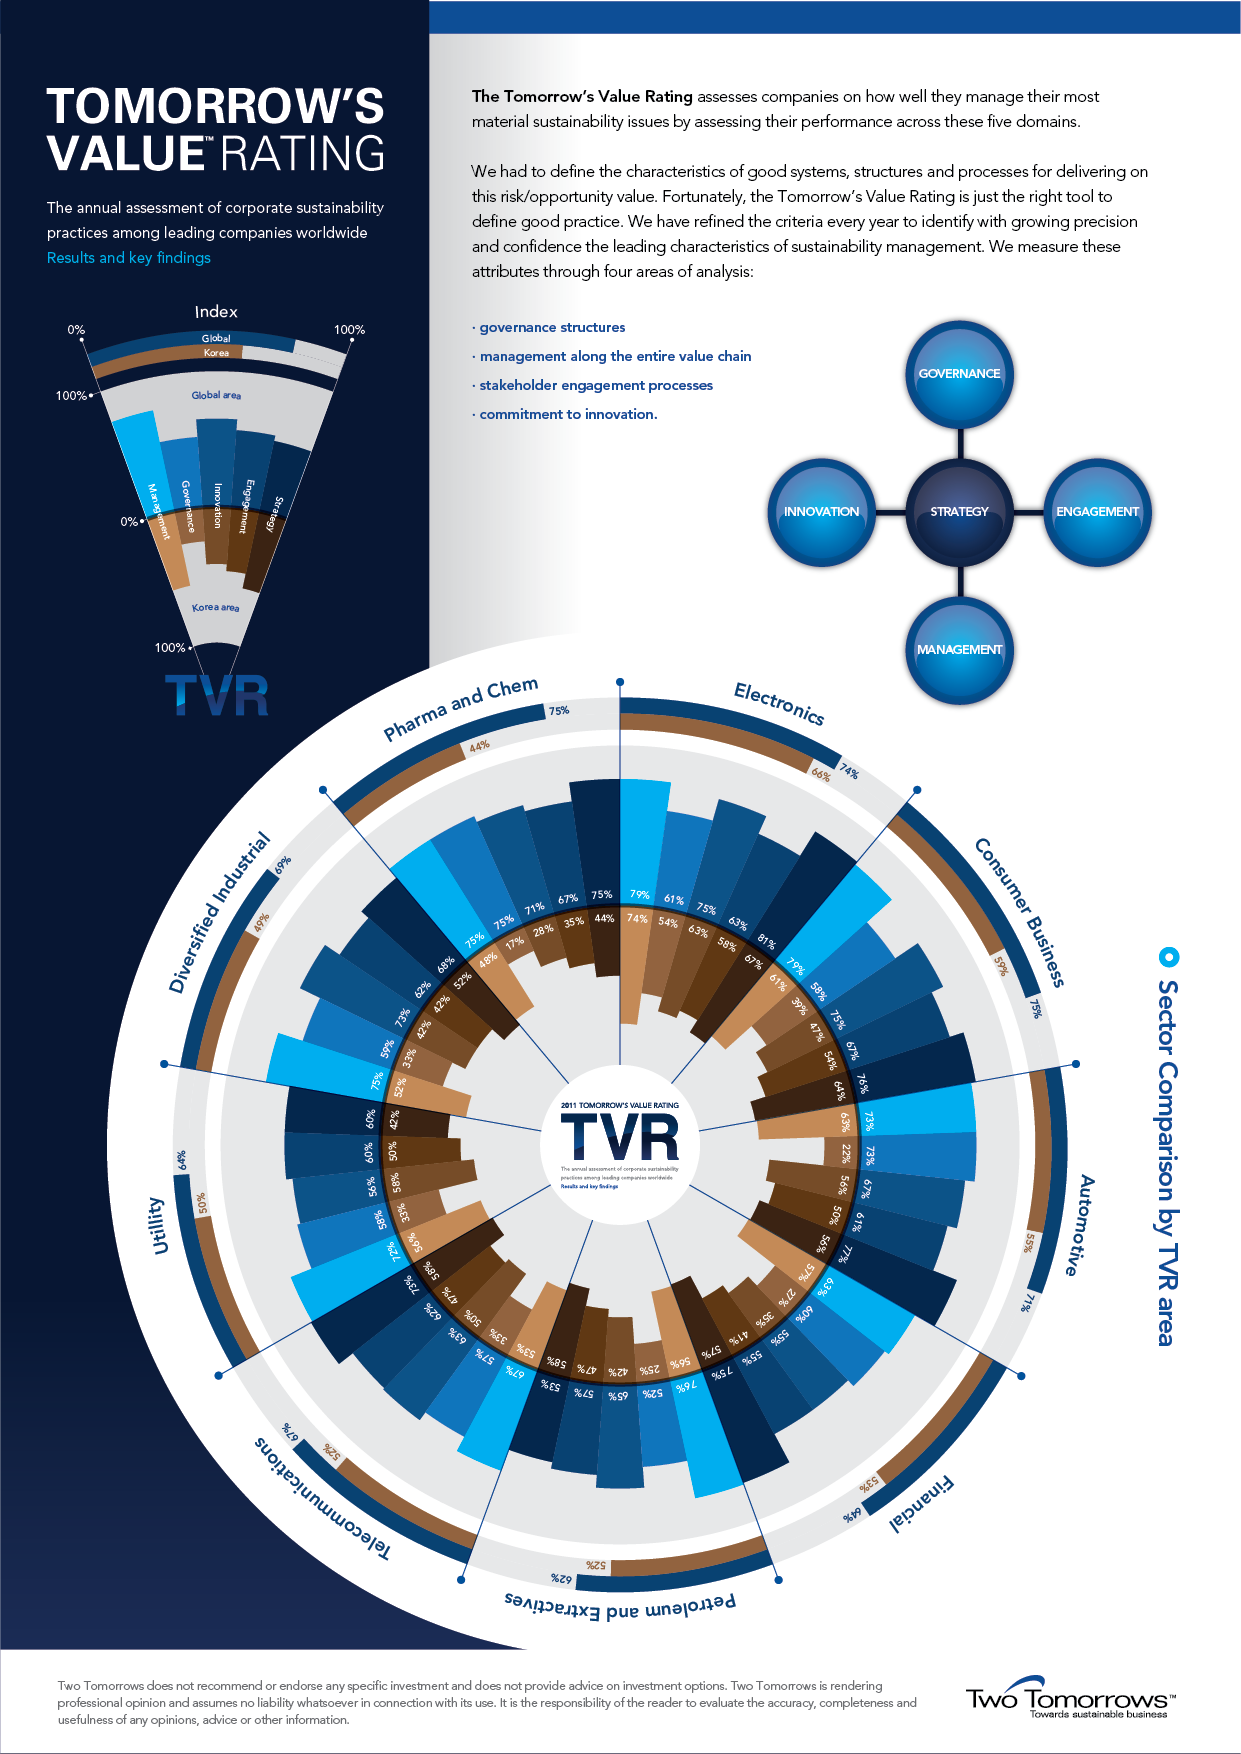 TOMORROW'S
VALUE™ RATING
The annual assessment of corporate sustainability
practices among leading companies worldwide
Results and key findings
The Tomorrow's Value Rating assesses companies on how well they manage their most
material sustainability issues by assessing their performance across these five domains.
We had to define the characteristics of good systems, structures and processes for delivering on
this risk/opportunity value. Fortunately, the Tomorrow's Value Rating is just the right tool to
define good practice. We have refined the criteria every year to identify with growing precision
and confidence the leading characteristics of sustainability management. We measure these
attributes through four areas of analysis:
· governance structures
· management along the entire value chain
· stakeholder engagement processes
· commitment to innovation.
GOVERNANCE
INNOVATION
STRATEGY
ENGAGEMENT
MANAGEMENT
Index
0%
100%
Global
Korea
100%
Global area
Management
Governance
Innovation
Engagement
Strategy
0%
Korea area
100%
TVR
Electronics
74%
66%
79% 61% 75% 63% 81%
74% 54% 63% 58% 67%
Consumer Business
75%
59%
79% 58% 75% 67% 76%
61% 39% 47% 54% 64%
Automotive
71%
55%
73% 73% 67% 61% 77%
63% 22% 56% 50% 56%
Financial
64%
53%
63% 60% 55% 55% 75%
57% 27% 35% 41% 57%
Petroleum and Extractives
62%
52%
76% 52% 65% 57% 53%
56% 25% 42% 47% 58%
Telecommunications
67%
52%
67% 57% 63% 62% 73%
53% 33% 50% 47% 58%
Utility
64%
50%
72% 58% 56% 60% 60%
56% 33% 58% 50% 42%
Diversified Industrial
69%
49%
75% 59% 73% 62% 68%
52% 33% 42% 42% 52%
Pharma and Chem
75%
44%
75% 75% 71% 67% 75%
48% 17% 28% 35% 44%
2011 TOMORROW'S VALUE RATING
TVR
The annual assessment of corporate sustainability
practices among leading companies worldwide
Results and key findings
Sector Comparison by TVR area
Two Tomorrows does not recommend or endorse any specific investment and does not provide advice on investment options. Two Tomorrows is rendering
professional opinion and assumes no liability whatsoever in connection with its use. It is the responsibility of the reader to evaluate the accuracy, completeness and
usefulness of any opinions, advice or other information.
Two Tomorrows™
Towards sustainable business